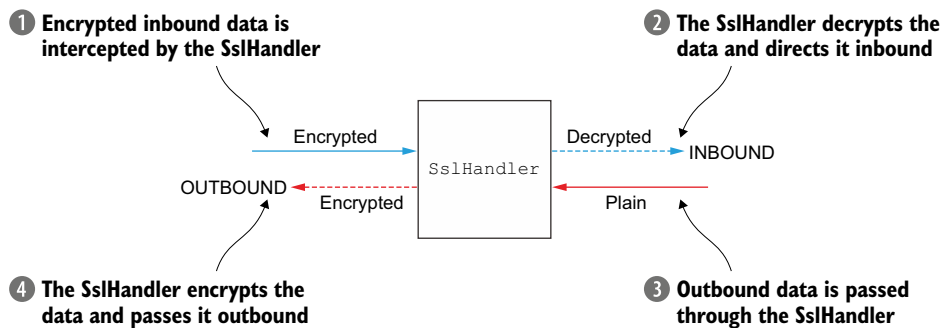 1 Encrypted inbound data is
intercepted by the SslHandler
2 The SslHandler decrypts the
data and directs it inbound
Encrypted
Decrypted
INBOUND
SslHandler
OUTBOUND
Encrypted
Plain
4 The SslHandler encrypts the
data and passes it outbound
3 Outbound data is passed
through the SslHandler